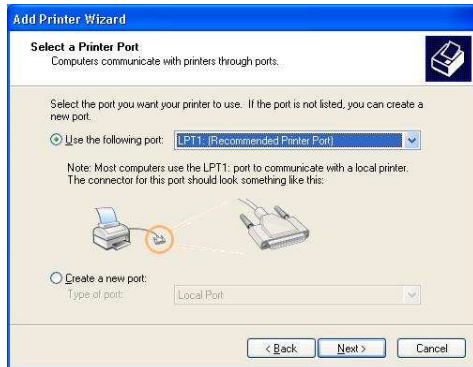 Add Printer Wizard
Select a Printer Port
Computers communicate with printers through ports.
Select the port you want your printer to use. If the port is not listed, you can create a
new port.
Use the following port: LPT1: (Recommended Printer Port)
Note: Most computers use the LPT1: port to communicate with a local printer.
The connector for this port should look something like this:
Create a new port:
Type of port: Local Port
< Back Next > Cancel